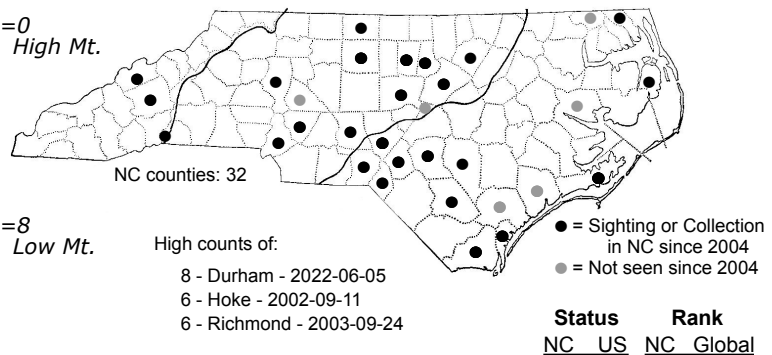 =0
High Mt.
NC counties: 32
=8
Low Mt.
High counts of:
8 - Durham - 2022-06-05
6 - Hoke - 2002-09-11
6 - Richmond - 2003-09-24
= Sighting or Collection
in NC since 2004
= Not seen since 2004
Status Rank
NC US NC Global